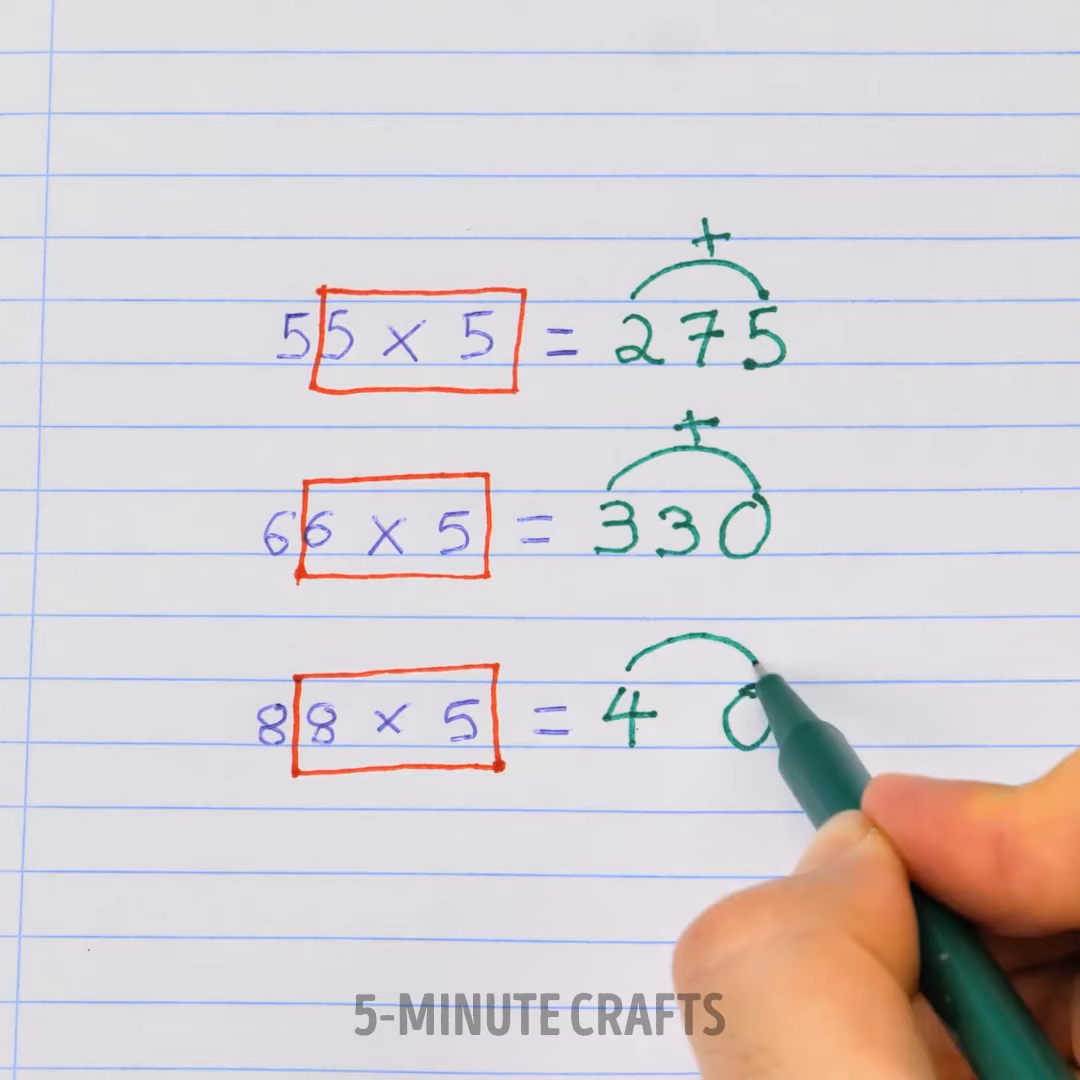 +
55 x 5 = 275
+
66 x 5 = 330
88 x 5 = 4 0
5-MINUTE CRAFTS